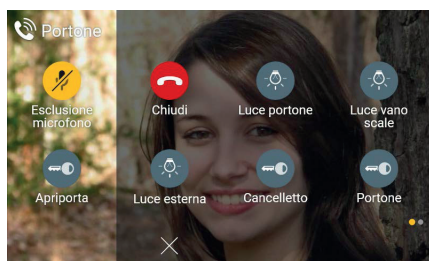 Portone
Esclusione
microfono
Chiudi
Luce portone
Luce vano
scale
Apriporta
Luce esterna
Cancelletto
Portone